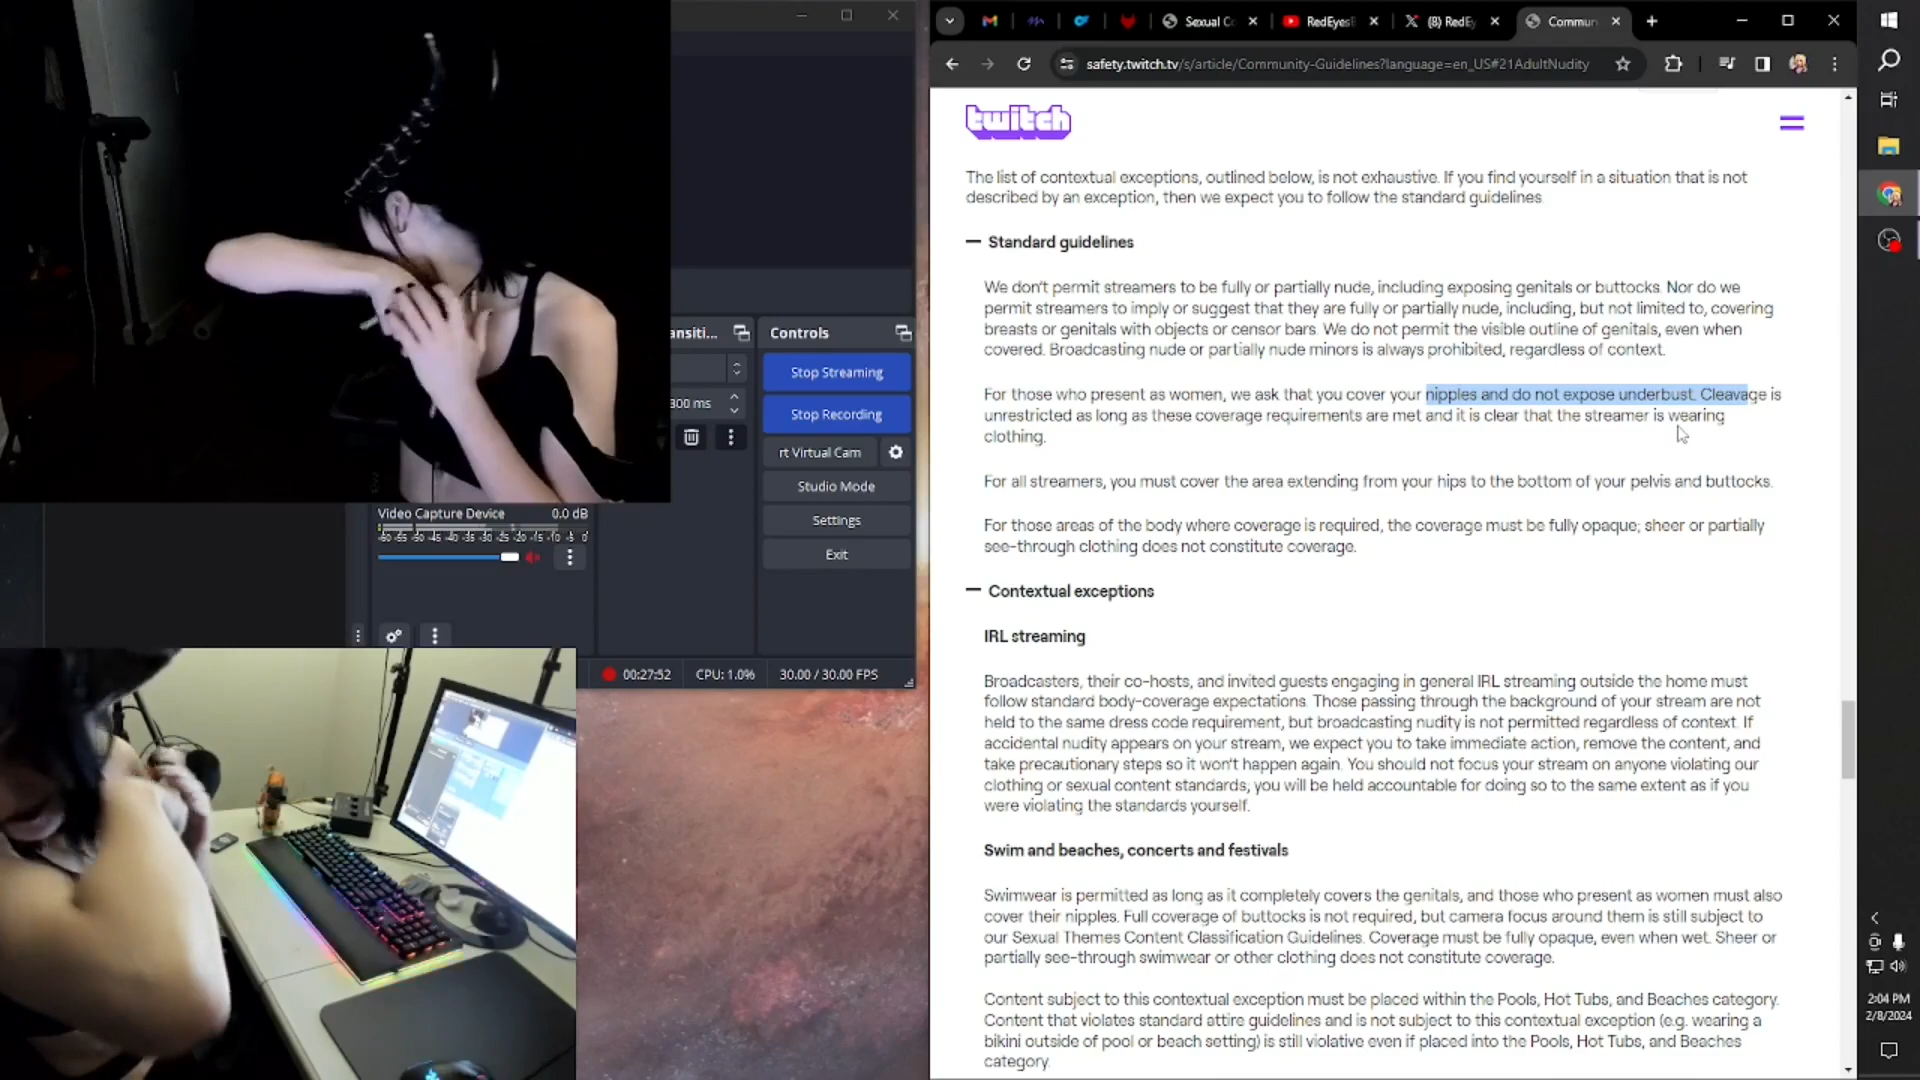 Sexual Co
RedEyes
(8) RedEy
Commun
safety.twitch.tv/s/article/Community-Guidelines?language=en_US#21AdultNudity
twitch
The list of contextual exceptions, outlined below, is not exhaustive. If you find yourself in a situation that is not
described by an exception, then we expect you to follow the standard guidelines
Standard guidelines
We don't permit streamers to be fully or partially nude, including exposing genitals or buttocks. Nor do we
permit streamers to imply or suggest that they are fully or partially nude, including, but not limited to, covering
breasts or genitals with objects or censor bars. We do not permit the visible outline of genitals, even when
covered. Broadcasting nude or partially nude minors is always prohibited, regardless of context.
For those who present as women, we ask that you cover your nipples and do not expose underbust. Cleavage is
unrestricted as long as these coverage requirements are met and it is clear that the streamer is wearing
clothing.
For all streamers, you must cover the area extending from your hips to the bottom of your pelvis and buttocks.
For those areas of the body where coverage is required, the coverage must be fully opaque; sheer or partially
see-through clothing does not constitute coverage.
Contextual exceptions
IRL streaming
Broadcasters, their co-hosts, and invited guests engaging in general IRL streaming outside the home must
follow standard body-coverage expectations. Those passing through the background of your stream are not
held to the same dress code requirement, but broadcasting nudity is not permitted regardless of context. If
accidental nudity appears on your stream, we expect you to take immediate action, remove the content, and
take precautionary steps so it won't happen again. You should not focus your stream on anyone violating our
clothing or sexual content standards, you will be held accountable for doing so to the same extent as if you
were violating the standards yourself.
Swim and beaches, concerts and festivals
Swimwear is permitted as long as it completely covers the genitals, and those who present as women must also
cover their nipples. Full coverage of buttocks is not required, but camera focus around them is still subject to
our Sexual Themes Content Classification Guidelines. Coverage must be fully opaque, even when wet. Sheer or
partially see-through swimwear or other clothing does not constitute coverage.
Content subject to this contextual exception must be placed within the Pools, Hot Tubs, and Beaches category.
Content that violates standard attire guidelines and is not subject to this contextual exception (e.g. wearing a
bikini outside of pool or beach setting) is still violative even if placed into the Pools, Hot Tubs, and Beaches
category.
ansiti...
Controls
Stop Streaming
300 ms
Stop Recording
rt Virtual Cam
Studio Mode
Settings
Exit
Video Capture Device 0.0 dB
-60 -55 -50 -45 -40 -35 -30 -25 -20 -15 -10 -5 0
00:27:52 CPU: 1.0% 30.00 / 30.00 FPS
2:04 PM
2/8/2024